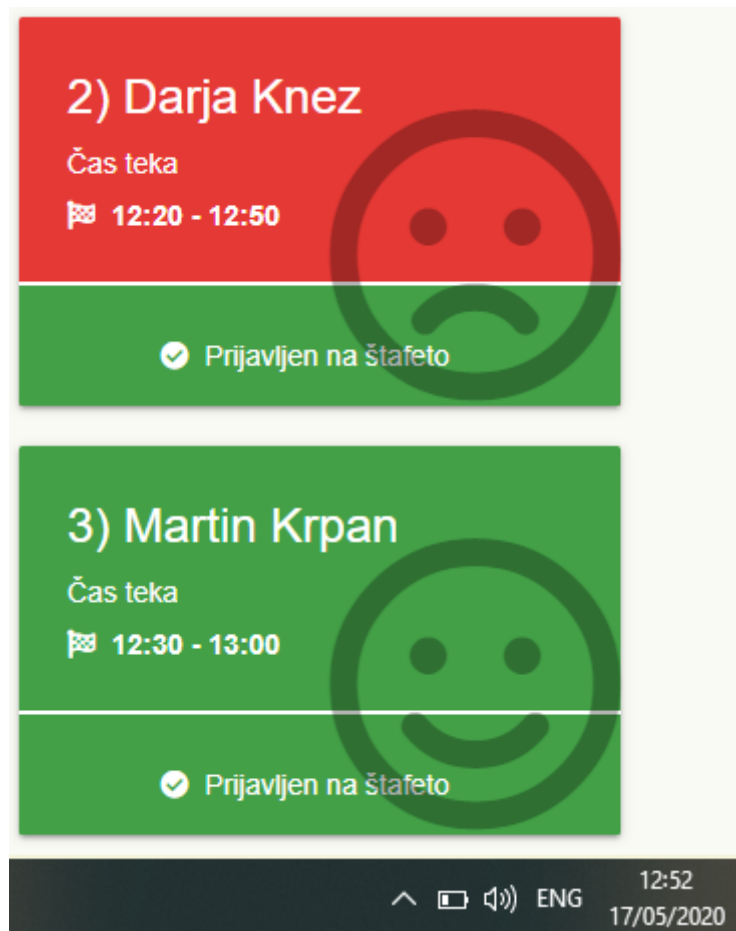 2) Darja Knez
Čas teka
12:20 - 12:50
Prijavljen na štafeto
3) Martin Krpan
Čas teka
12:30 - 13:00
Prijavljen na štafeto
ENG
12:52
17/05/2020